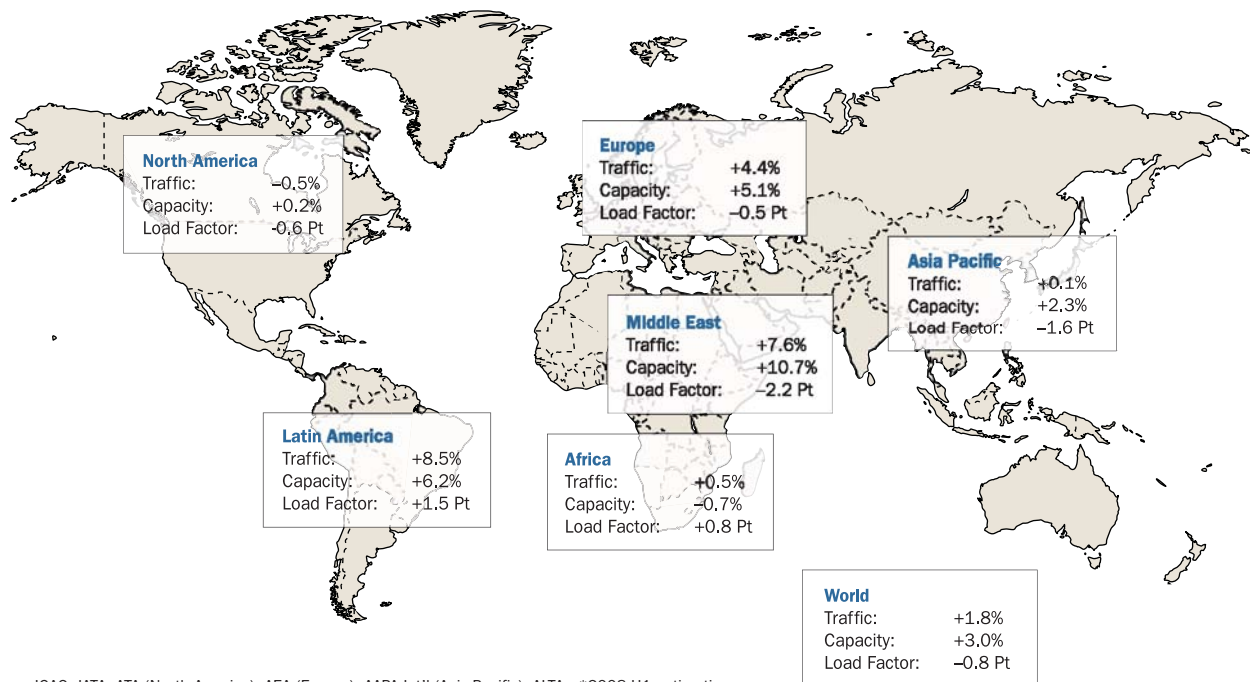 North America
Traffic: –0.5%
Capacity: +0.2%
Load Factor: -0.6 Pt
Europe
Traffic: +4.4%
Capacity: +5.1%
Load Factor: –0.5 Pt
Asia Pacific
Traffic: +0.1%
Capacity: +2.3%
Load Factor: –1.6 Pt
Middle East
Traffic: +7.6%
Capacity: +10.7%
Load Factor: –2.2 Pt
Latin America
Traffic: +8.5%
Capacity: +6.2%
Load Factor: +1.5 Pt
Africa
Traffic: +0.5%
Capacity: –0.7%
Load Factor: +0.8 Pt
World
Traffic: +1.8%
Capacity: +3.0%
Load Factor: –0.8 Pt